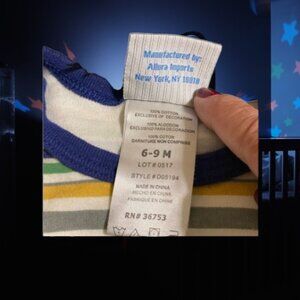 Manufactured by:
Allura Imports
New York, NY 10018
100% COTTON
EXCLUSIVE OF DECORATION
100% ALGODON
EXCLUSIVO PARA DECORACION
100% COTON
GARNITURE NON COMPRISE
6-9 M
LOT # 0517
STYLE # D05194
MADE IN CHINA
HECHO EN CHINA
FABRIQUE EN CHINE
RN# 36753